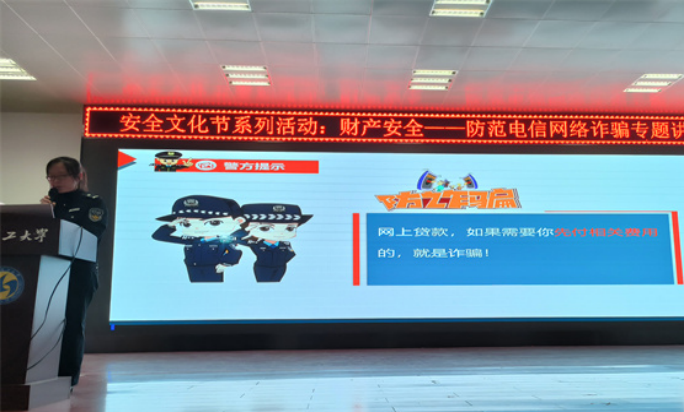 安全文化节系列活动：财产安全——防范电信网络诈骗专题讲
警方提示
网上贷款，如果需要你先付相关费用
的，就是诈骗！
工大学